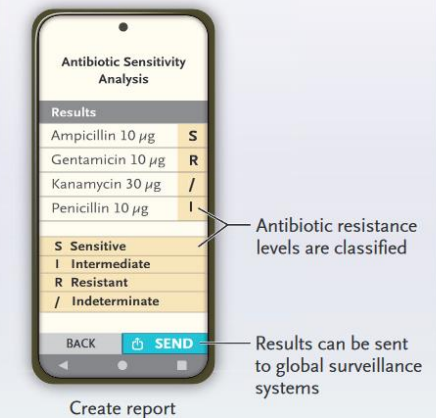 Antibiotic Sensitivity
Analysis
Results
Ampicillin 10 µg S
Gentamicin 10 µg R
Kanamycin 30 µg /
Penicillin 10 µg I
S Sensitive
I Intermediate
R Resistant
/ Indeterminate
Antibiotic resistance
levels are classified
BACK SEND
Results can be sent
to global surveillance
systems
Create report